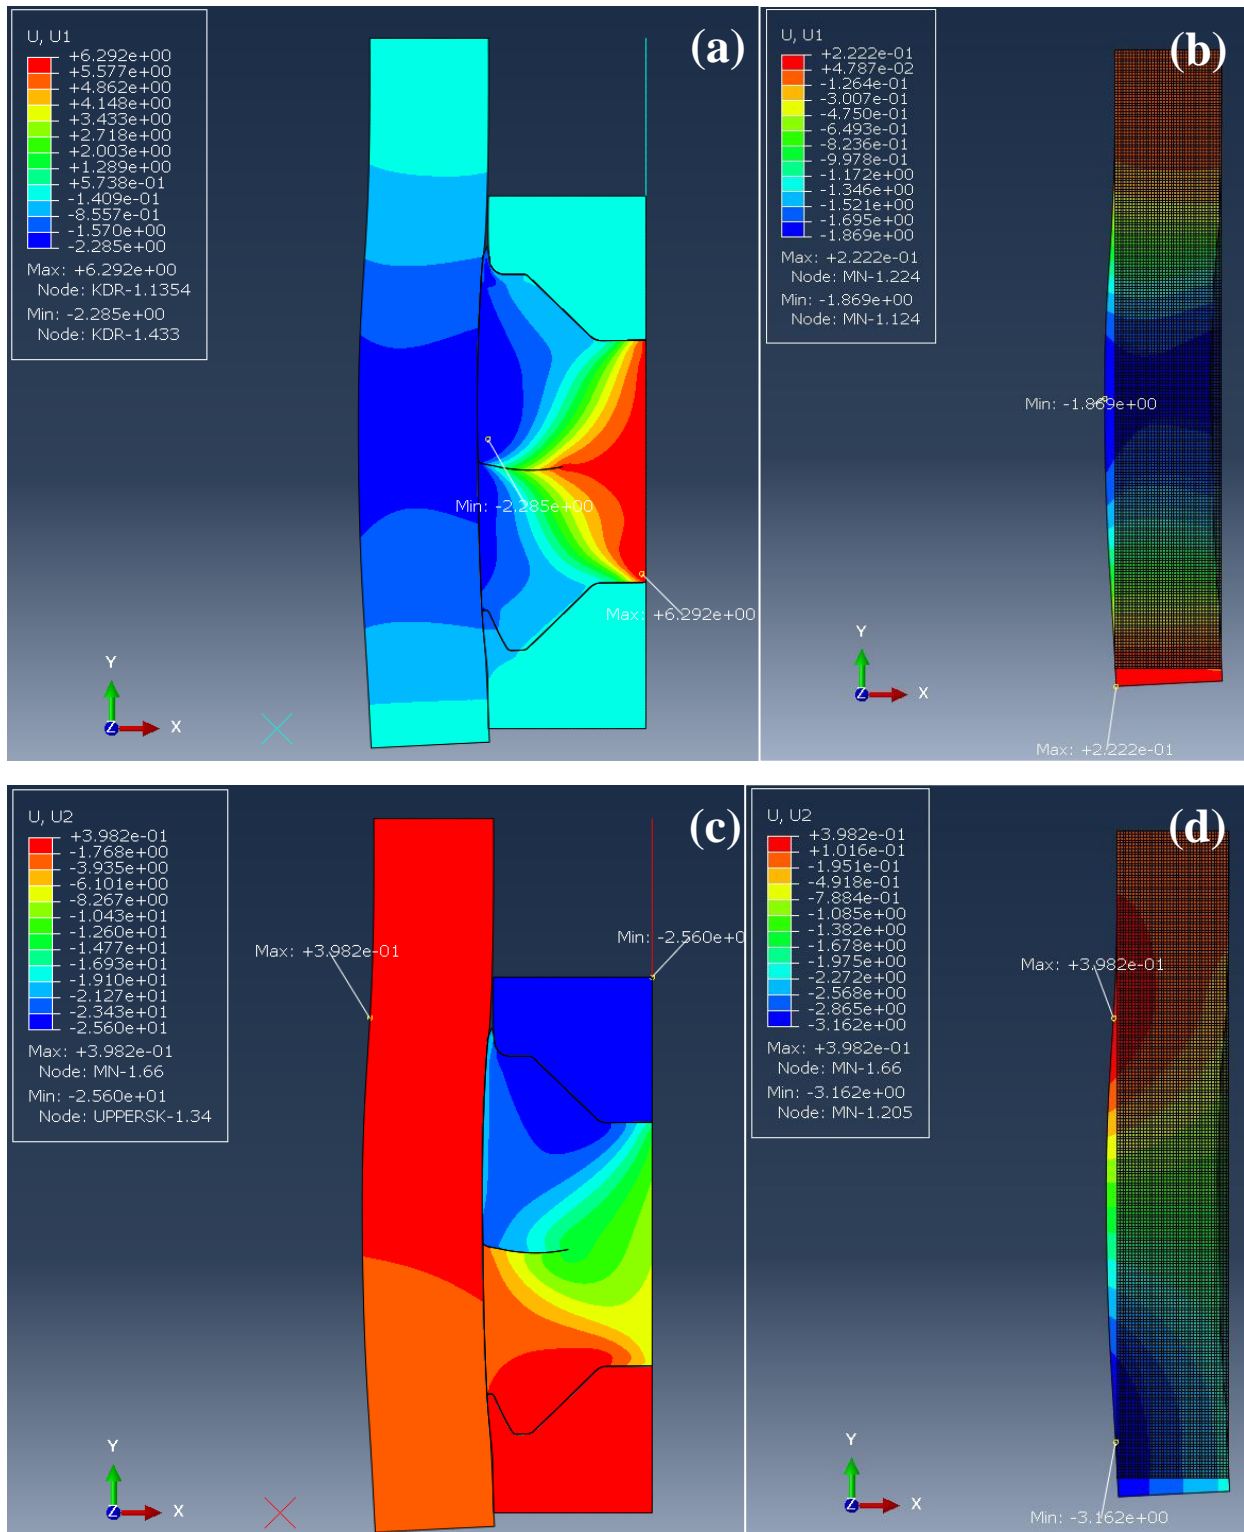 U, U1
+6.292e+00
+5.577e+00
+4.862e+00
+4.148e+00
+3.433e+00
+2.718e+00
+2.003e+00
+1.289e+00
+5.738e-01
-1.409e-01
-8.557e-01
-1.570e+00
-2.285e+00
Max: +6.292e+00
Node: KDR-1.1354
Min: -2.285e+00
Node: KDR-1.433
(a)
Min: -2.285e+00
Max: +6.292e+00
Y
Z
X
U, U1
+2.222e-01
+4.787e-02
-1.264e-01
-3.007e-01
-4.750e-01
-6.493e-01
-8.236e-01
-9.978e-01
-1.172e+00
-1.346e+00
-1.521e+00
-1.695e+00
-1.869e+00
Max: +2.222e-01
Node: MN-1.224
Min: -1.869e+00
Node: MN-1.124
(b)
Min: -1.869e+00
Y
Z
X
Max: +2.222e-01
U, U2
+3.982e-01
-1.768e+00
-3.935e+00
-6.101e+00
-8.267e+00
-1.043e+01
-1.260e+01
-1.477e+01
-1.693e+01
-1.910e+01
-2.127e+01
-2.343e+01
-2.560e+01
Max: +3.982e-01
Node: MN-1.66
Min: -2.560e+01
Node: UPPERSK-1.34
(c)
Max: +3.982e-01
Min: -2.560e+0
Y
Z
X
U, U2
+3.982e-01
+1.016e-01
-1.951e-01
-4.918e-01
-7.884e-01
-1.085e+00
-1.382e+00
-1.678e+00
-1.975e+00
-2.272e+00
-2.568e+00
-2.865e+00
-3.162e+00
Max: +3.982e-01
Node: MN-1.66
Min: -3.162e+00
Node: MN-1.205
(d)
Max: +3.982e-01
Y
Z
X
Min: -3.162e+00